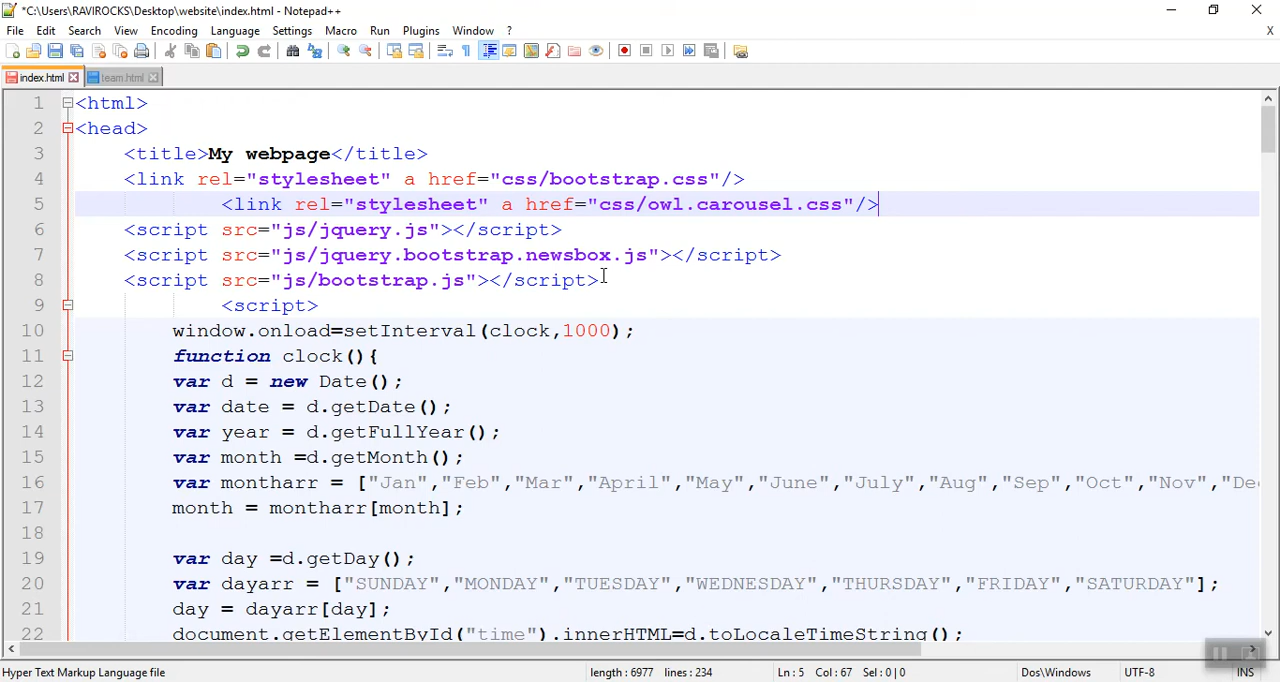 *C:\Users\RAVIROCKS\Desktop\website\index.html - Notepad++
File Edit Search View Encoding Language Settings Macro Run Plugins Window ? X
index.html team.html
1 <html>
2 <head>
3 <title>My webpage</title>
4 <link rel="stylesheet" a href="css/bootstrap.css"/>
5 <link rel="stylesheet" a href="css/owl.carousel.css"/>
6 <script src="js/jquery.js"></script>
7 <script src="js/jquery.bootstrap.newsbox.js"></script>
8 <script src="js/bootstrap.js"></script>
9 <script>
10 window.onload=setInterval(clock,1000);
11 function clock(){
12 var d = new Date();
13 var date = d.getDate();
14 var year = d.getFullYear();
15 var month =d.getMonth();
16 var montharr = ["Jan","Feb","Mar","April","May","June","July","Aug","Sep","Oct","Nov","De
17 month = montharr[month];
18
19 var day =d.getDay();
20 var dayarr = ["SUNDAY","MONDAY","TUESDAY","WEDNESDAY","THURSDAY","FRIDAY","SATURDAY"];
21 day = dayarr[day];
22 document.getElementById("time").innerHTML=d.toLocaleTimeString();
Hyper Text Markup Language file length : 6977 lines : 234 Ln : 5 Col : 67 Sel : 0 | 0 Dos\Windows UTF-8 INS